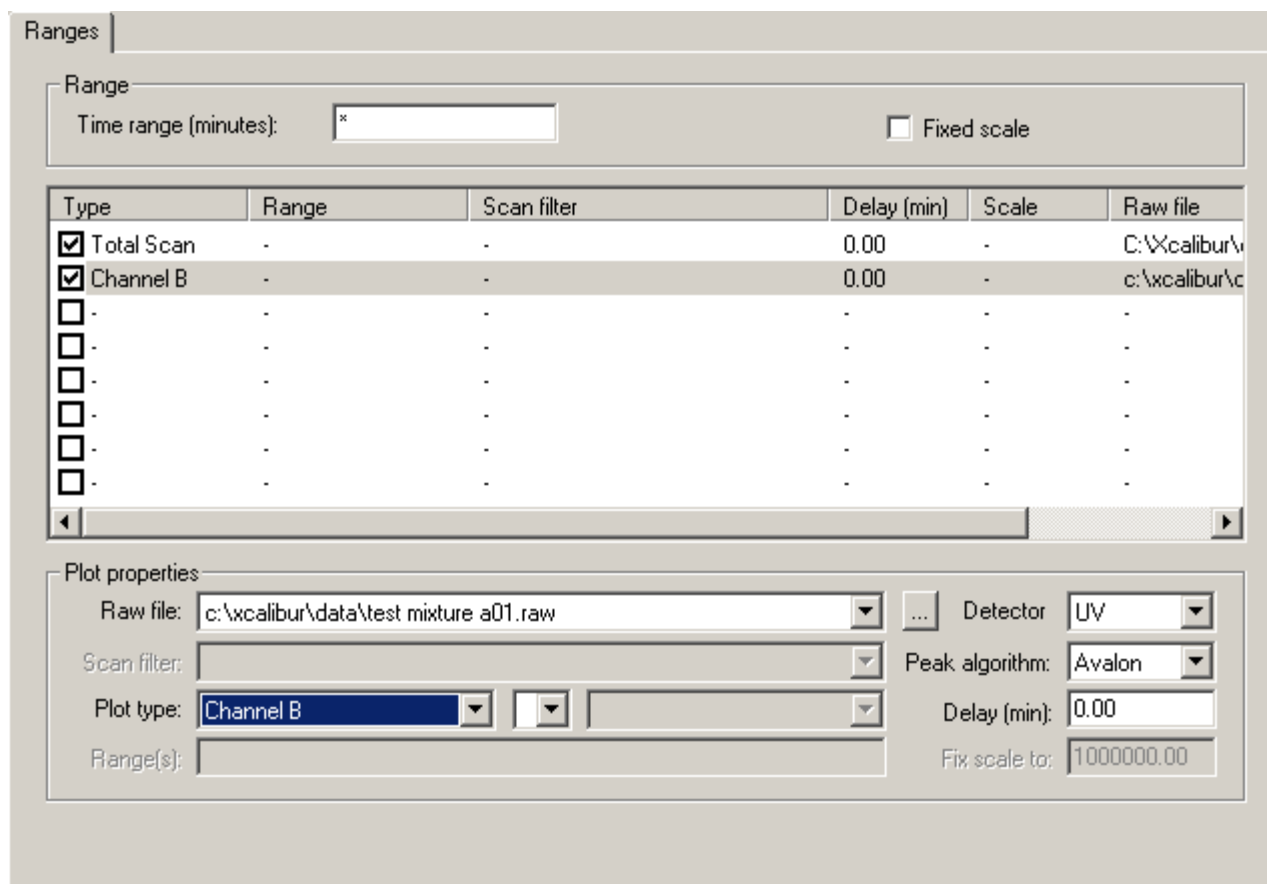 Ranges
Range
Time range (minutes): * Fixed scale
Type Range Scan filter Delay (min) Scale Raw file
Total Scan - - 0.00 - C:\Xcalibur\
Channel B - - 0.00 - c:\xcalibur\d
- - - - - -
- - - - - -
- - - - - -
- - - - - -
- - - - - -
- - - - - -
Plot properties
Raw file: c:\xcalibur\data\test mixture a01.raw ... Detector UV
Scan filter: Peak algorithm: Avalon
Plot type: Channel B Delay (min): 0.00
Range(s): Fix scale to: 1000000.00